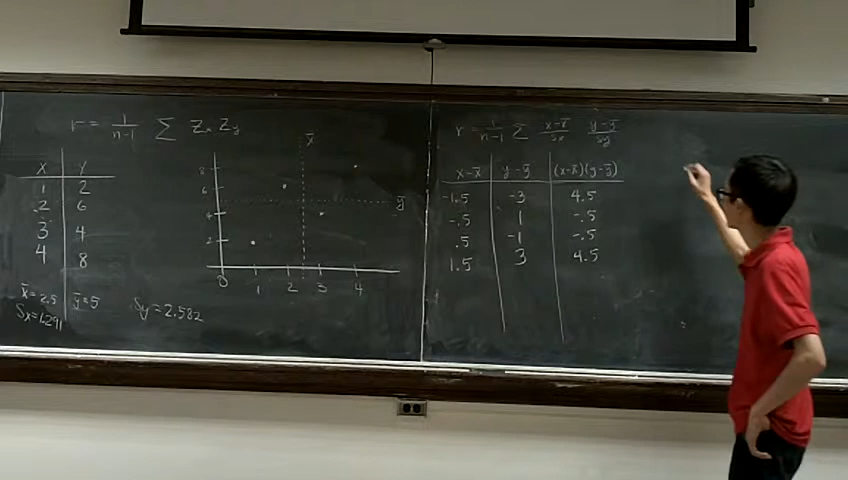 r = 1/(n-1) Σ Zx Zy
x y
1 2
2 6
3 4
4 8
x̄ = 2.5 ȳ = 5
Sx = 1.291 Sy = 2.582
x̄
8
6
ȳ
4
2
0 1 2 3 4
r = 1/(n-1) Σ (x-x̄)/Sx (y-ȳ)/Sy
x-x̄ y-ȳ (x-x̄)(y-ȳ)
-1.5 -3 4.5
-.5 1 -.5
.5 -1 -.5
1.5 3 4.5